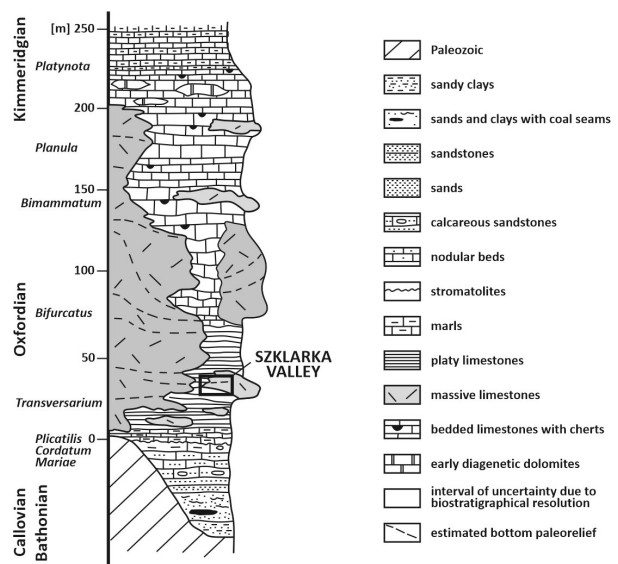 Kimmeridgian
Oxfordian
Callovian
Bathonian
[m] 250
200
150
100
50
0
Platynota
Planula
Bimammatum
Bifurcatus
Transversarium
Plicatilis
Cordatum
Mariae
SZKLARKA
VALLEY
Paleozoic
sandy clays
sands and clays with coal seams
sandstones
sands
calcareous sandstones
nodular beds
stromatolites
marls
platy limestones
massive limestones
bedded limestones with cherts
early diagenetic dolomites
interval of uncertainty due to
biostratigraphical resolution
estimated bottom paleorelief